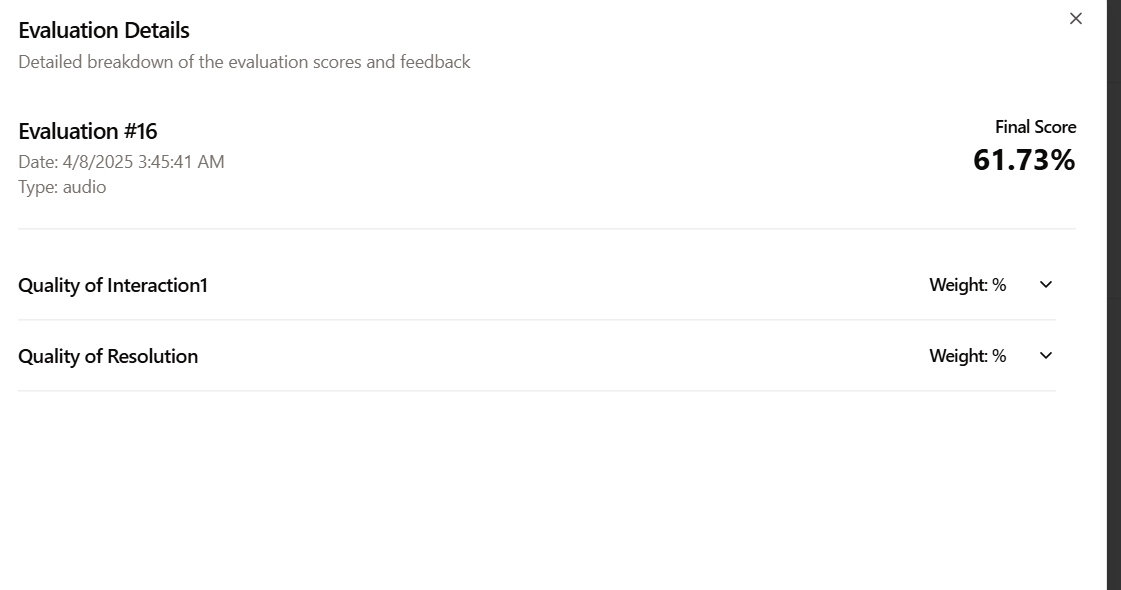 Evaluation Details
Detailed breakdown of the evaluation scores and feedback
Evaluation #16
Date: 4/8/2025 3:45:41 AM
Type: audio
Final Score
61.73%
Quality of Interaction1
Weight: %
Quality of Resolution
Weight: %